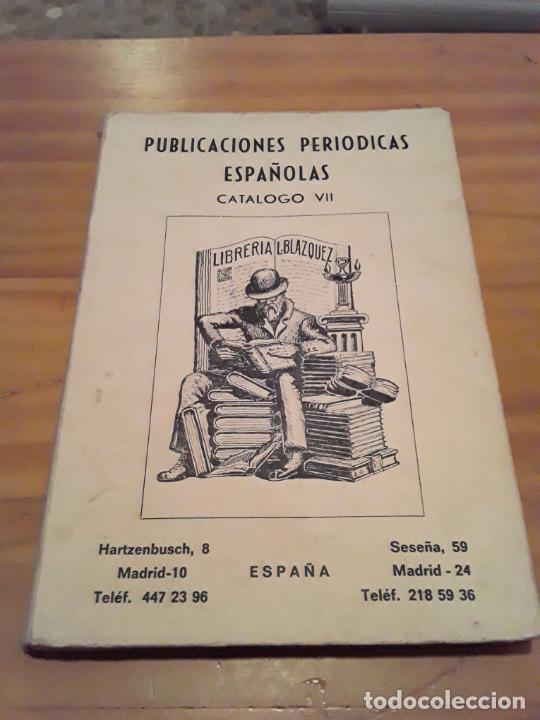 PUBLICACIONES PERIODICAS
ESPAÑOLAS
CATALOGO VII
LIBRERIA L.BLAZQUEZ
Hartzenbusch, 8
Madrid-10
Teléf. 447 23 96
ESPAÑA
Seseña, 59
Madrid - 24
Teléf. 218 59 36
todocoleccion